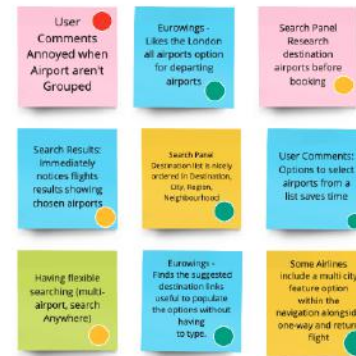 User
Comments
Annoyed when
Airport aren't
Grouped
Eurowings -
Likes the London
all airports option
for departing
airports
Search Panel
Research
destination
airports before
booking
Search Results:
Immediately
notices flights
results showing
chosen airports
Search Panel
Destination list is nicely
ordered in Destination,
City, Region,
Neighbourhood
User Comments:
Options to select
airports from a
list saves time
Having flexible
searching (multi-
airport, search
Anywhere)
Eurowings -
Finds the suggested
destination links
useful to populate
the options without
having
to type.
Some Airlines
include a multi city
feature option
within the
navigation alongside
one-way and return
flight